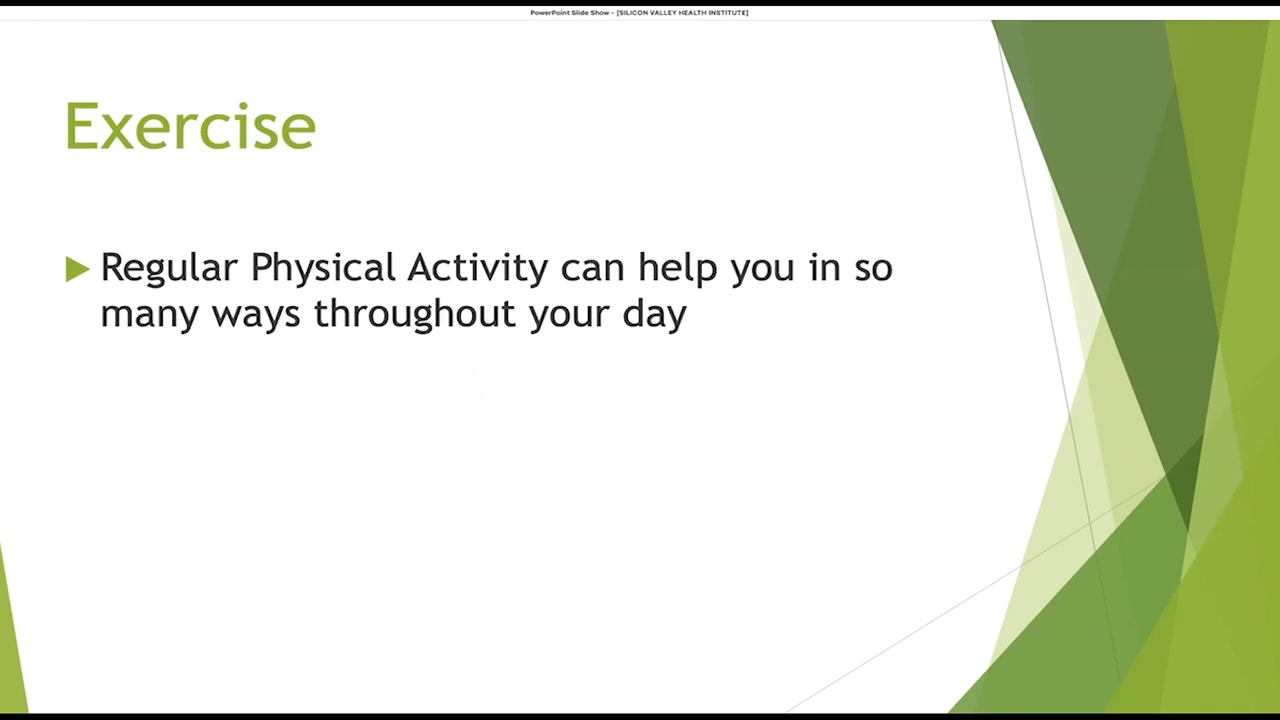 PowerPoint Slide Show - [SILICON VALLEY HEALTH INSTITUTE]
Exercise
Regular Physical Activity can help you in so
many ways throughout your day